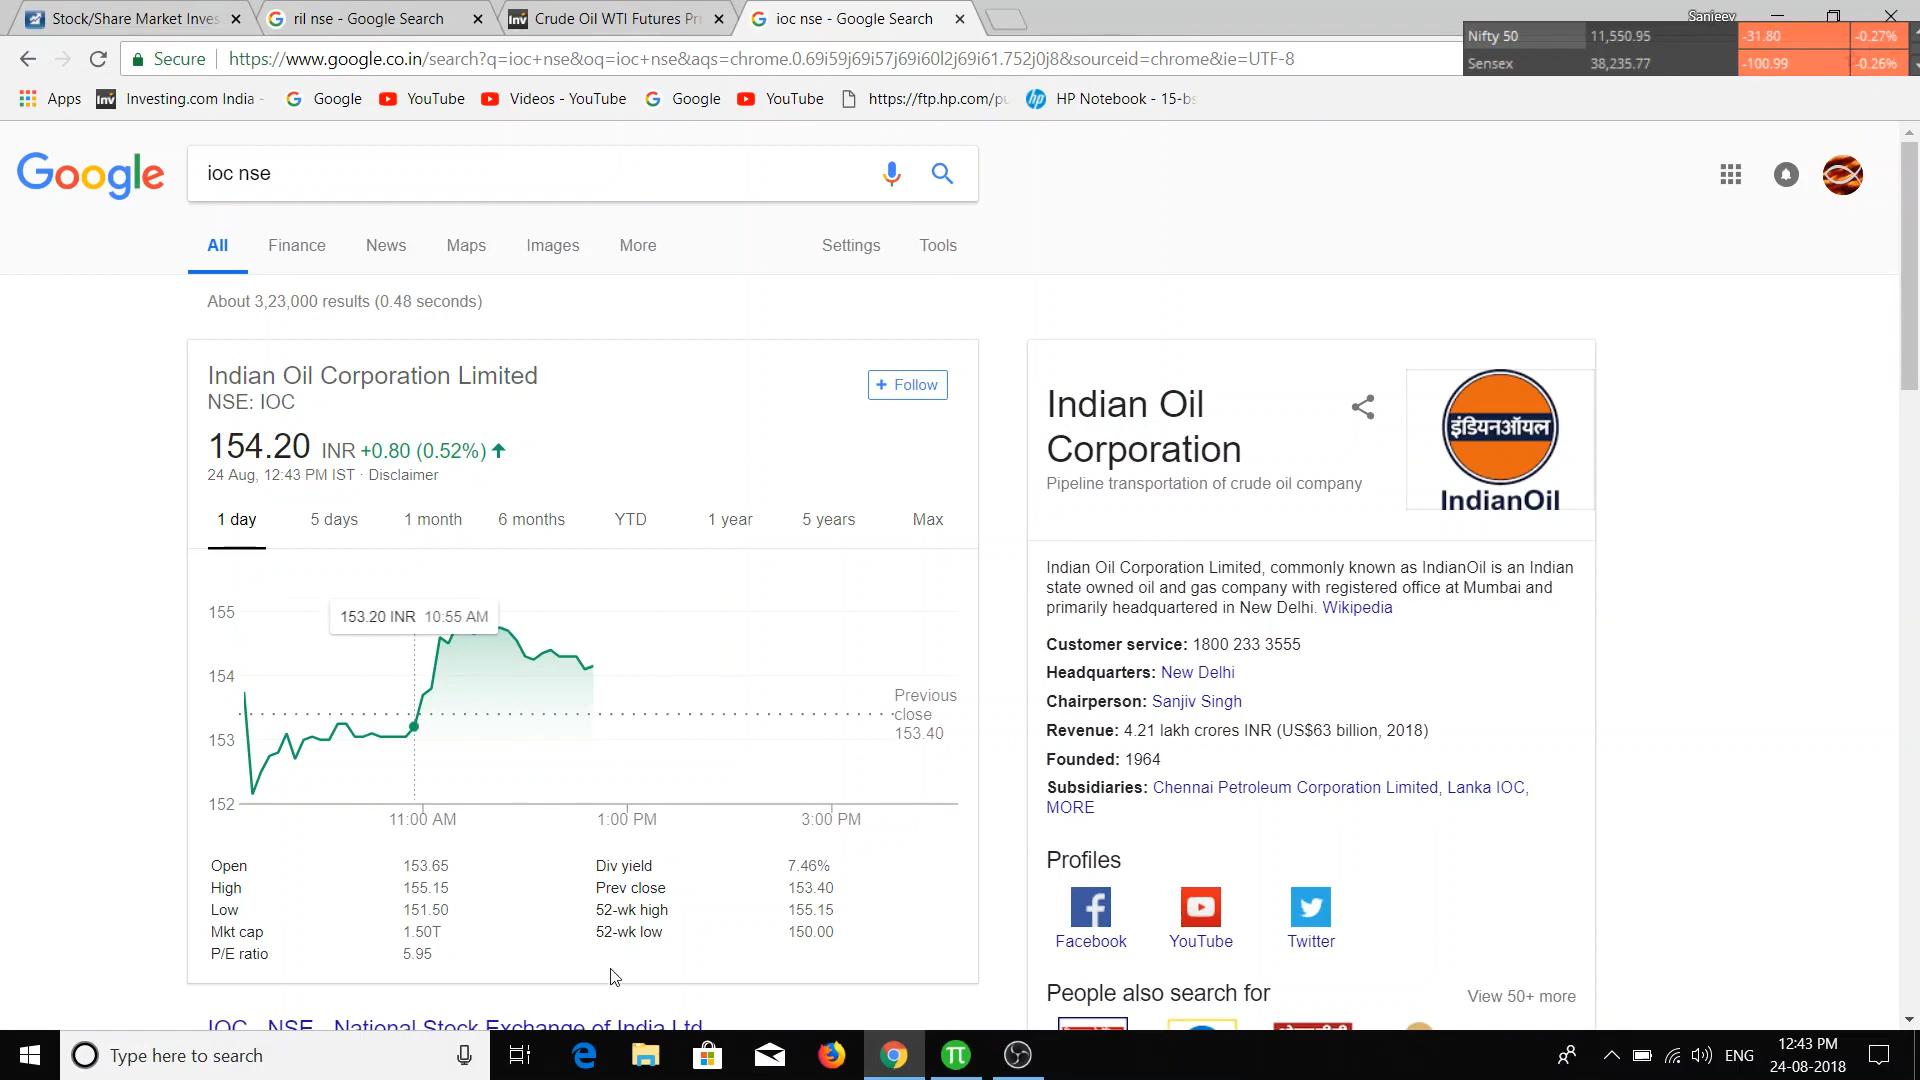 Stock/Share Market Inves
ril nse - Google Search
Crude Oil WTI Futures Pri
ioc nse - Google Search
Sanjeev
Secure
https://www.google.co.in/search?q=ioc+nse&oq=ioc+nse&aqs=chrome.0.69i59j69i57j69i60l2j69i61.752j0j8&sourceid=chrome&ie=UTF-8
Nifty 50 11,550.95 -31.80 -0.27%
Sensex 38,235.77 -100.99 -0.26%
Apps
Inv Investing.com India -
Google
YouTube
Videos - YouTube
Google
YouTube
https://ftp.hp.com/pu
hp HP Notebook - 15-bs
Google
ioc nse
All Finance News Maps Images More Settings Tools
About 3,23,000 results (0.48 seconds)
Indian Oil Corporation Limited
NSE: IOC
+ Follow
154.20 INR +0.80 (0.52%)
24 Aug, 12:43 PM IST · Disclaimer
1 day 5 days 1 month 6 months YTD 1 year 5 years Max
155
153.20 INR 10:55 AM
154
153
152
Previous
close
153.40
11:00 AM 1:00 PM 3:00 PM
Open 153.65 Div yield 7.46%
High 155.15 Prev close 153.40
Low 151.50 52-wk high 155.15
Mkt cap 1.50T 52-wk low 150.00
P/E ratio 5.95
IOC - NSE - National Stock Exchange of India Ltd
Indian Oil
Corporation
Pipeline transportation of crude oil company
इंडियनऑयल
IndianOil
Indian Oil Corporation Limited, commonly known as IndianOil is an Indian
state owned oil and gas company with registered office at Mumbai and
primarily headquartered in New Delhi. Wikipedia
Customer service: 1800 233 3555
Headquarters: New Delhi
Chairperson: Sanjiv Singh
Revenue: 4.21 lakh crores INR (US$63 billion, 2018)
Founded: 1964
Subsidiaries: Chennai Petroleum Corporation Limited, Lanka IOC,
MORE
Profiles
Facebook YouTube Twitter
People also search for
View 50+ more
Type here to search
ENG
12:43 PM
24-08-2018